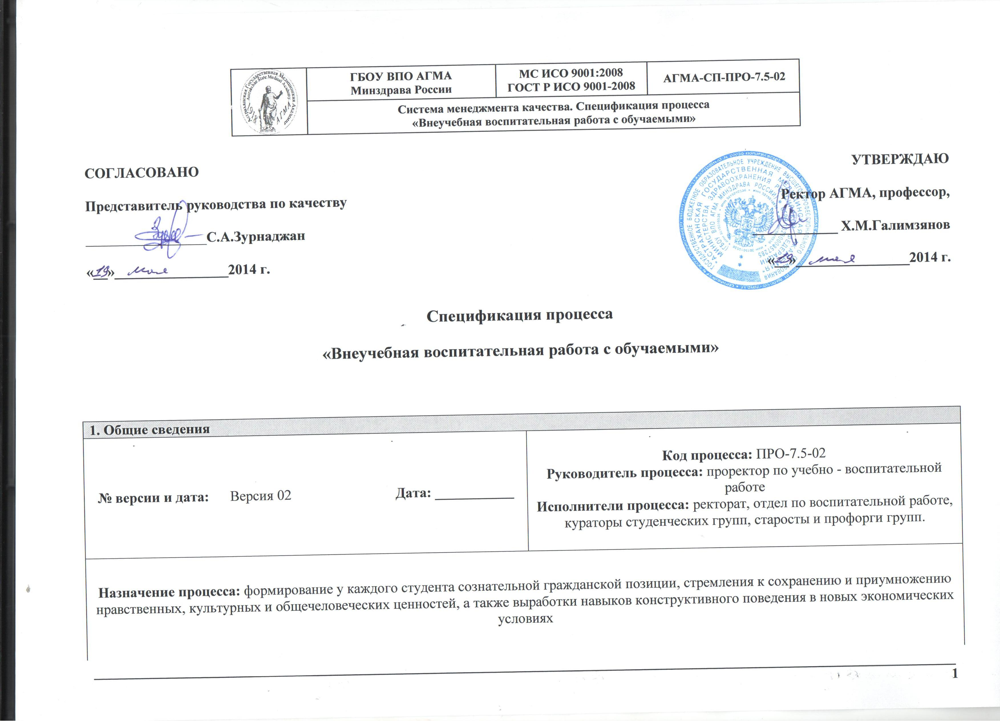 Астраханская Государственная Медицинская Академия
Astrakhan State Medical Academy
1918 АГМА
ГБОУ ВПО АГМА
Минздрава России
МС ИСО 9001:2008
ГОСТ Р ИСО 9001-2008
АГМА-СП-ПРО-7.5-02
Система менеджмента качества. Спецификация процесса
«Внеучебная воспитательная работа с обучаемыми»
СОГЛАСОВАНО
Представитель руководства по качеству
С.А.Зурнаджан
«19» мая 2014 г.
УТВЕРЖДАЮ
Ректор АГМА, профессор,
Х.М.Галимзянов
«19» мая 2014 г.
ГОСУДАРСТВЕННОЕ БЮДЖЕТНОЕ ОБРАЗОВАТЕЛЬНОЕ УЧРЕЖДЕНИЕ ВЫСШЕГО ПРОФЕССИОНАЛЬНОГО ОБРАЗОВАНИЯ
"АСТРАХАНСКАЯ ГОСУДАРСТВЕННАЯ МЕДИЦИНСКАЯ АКАДЕМИЯ"
МИНИСТЕРСТВА ЗДРАВООХРАНЕНИЯ РОССИЙСКОЙ ФЕДЕРАЦИИ
(ГБОУ ВПО АГМА МИНЗДРАВА РОССИИ)
ИНН 3015010536
Спецификация процесса
«Внеучебная воспитательная работа с обучаемыми»
1. Общие сведения
№ версии и дата: Версия 02 Дата: ___________
Код процесса: ПРО-7.5-02
Руководитель процесса: проректор по учебно - воспитательной
работе
Исполнители процесса: ректорат, отдел по воспитательной работе,
кураторы студенческих групп, старосты и профорги групп.
Назначение процесса: формирование у каждого студента сознательной гражданской позиции, стремления к сохранению и приумножению
нравственных, культурных и общечеловеческих ценностей, а также выработки навыков конструктивного поведения в новых экономических
условиях
1